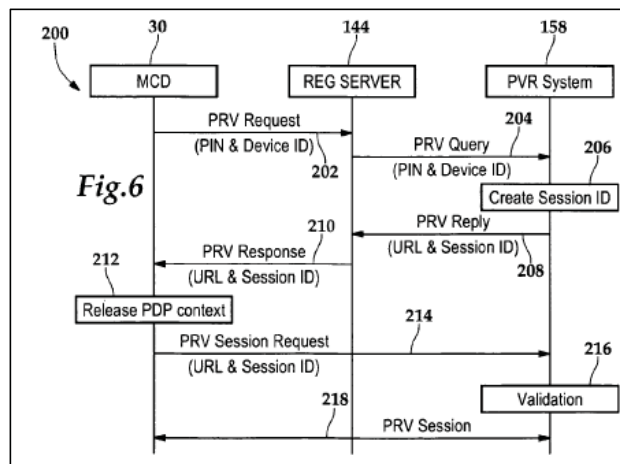 200
30
144
158
MCD
REG SERVER
PVR System
PRV Request
(PIN & Device ID)
202
204
PRV Query
(PIN & Device ID)
206
Fig.6
Create Session ID
PRV Reply
(URL & Session ID)
208
210
PRV Response
(URL & Session ID)
212
Release PDP context
214
PRV Session Request
(URL & Session ID)
216
Validation
218
PRV Session